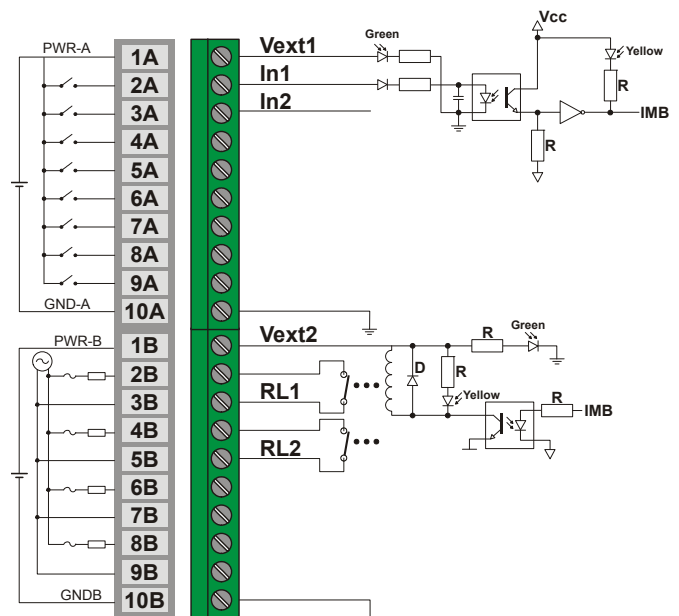 Vcc
Green
PWR-A 1A Vext1 Yellow
2A In1 R
3A In2 IMB
4A R
5A
6A
7A
8A
9A
GND-A 10A
PWR-B 1B Vext2 R Green
2B D R
3B RL1 Yellow R
4B IMB
5B RL2
6B
7B
8B
9B
GNDB 10B